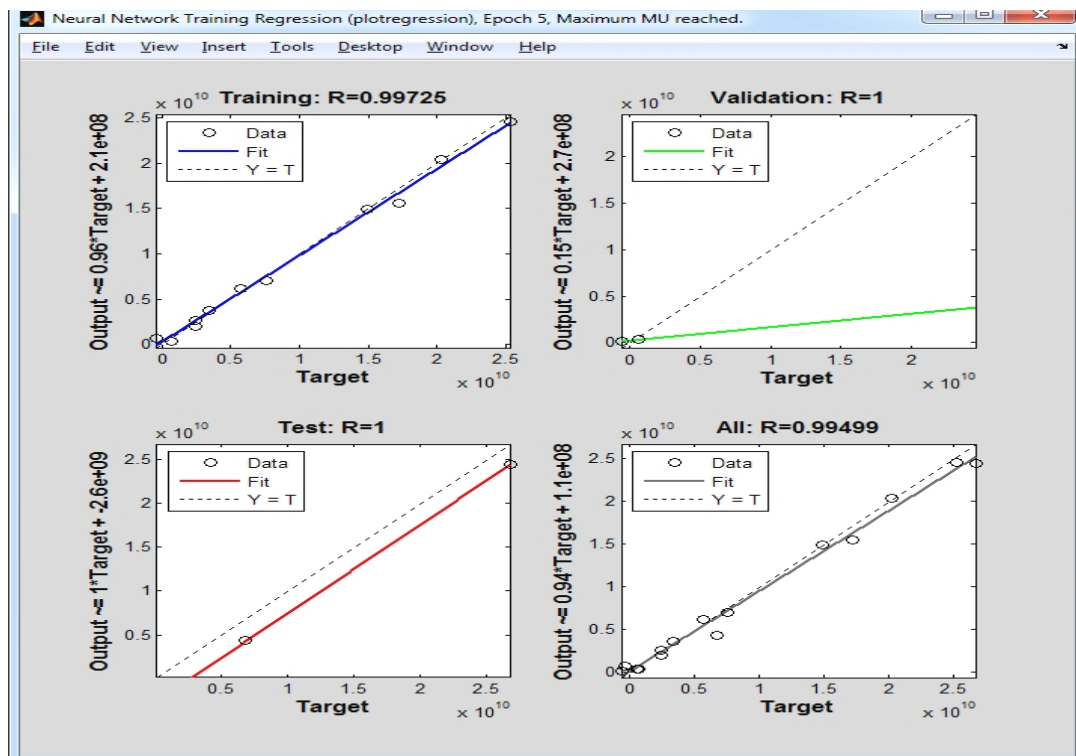 Neural Network Training Regression (plotregression), Epoch 5, Maximum MU reached.
File Edit View Insert Tools Desktop Window Help
x 10^10
Training: R=0.99725
Output ~= 0.96*Target + 2.1e+08
2.5
2
1.5
1
0.5
0
Data
Fit
Y = T
0 0.5 1 1.5 2 2.5
Target
x 10^10
Validation: R=1
x 10^10
Output ~= 0.15*Target + 2.7e+08
2
1.5
1
0.5
0
Data
Fit
Y = T
0 0.5 1 1.5 2
Target
x 10^10
x 10^10
Test: R=1
Output ~= 1*Target + -2.6e+09
2.5
2
1.5
1
0.5
Data
Fit
Y = T
0.5 1 1.5 2 2.5
Target
x 10^10
x 10^10
All: R=0.99499
Output ~= 0.94*Target + 1.1e+08
2.5
2
1.5
1
0.5
0
Data
Fit
Y = T
0 0.5 1 1.5 2 2.5
Target
x 10^10